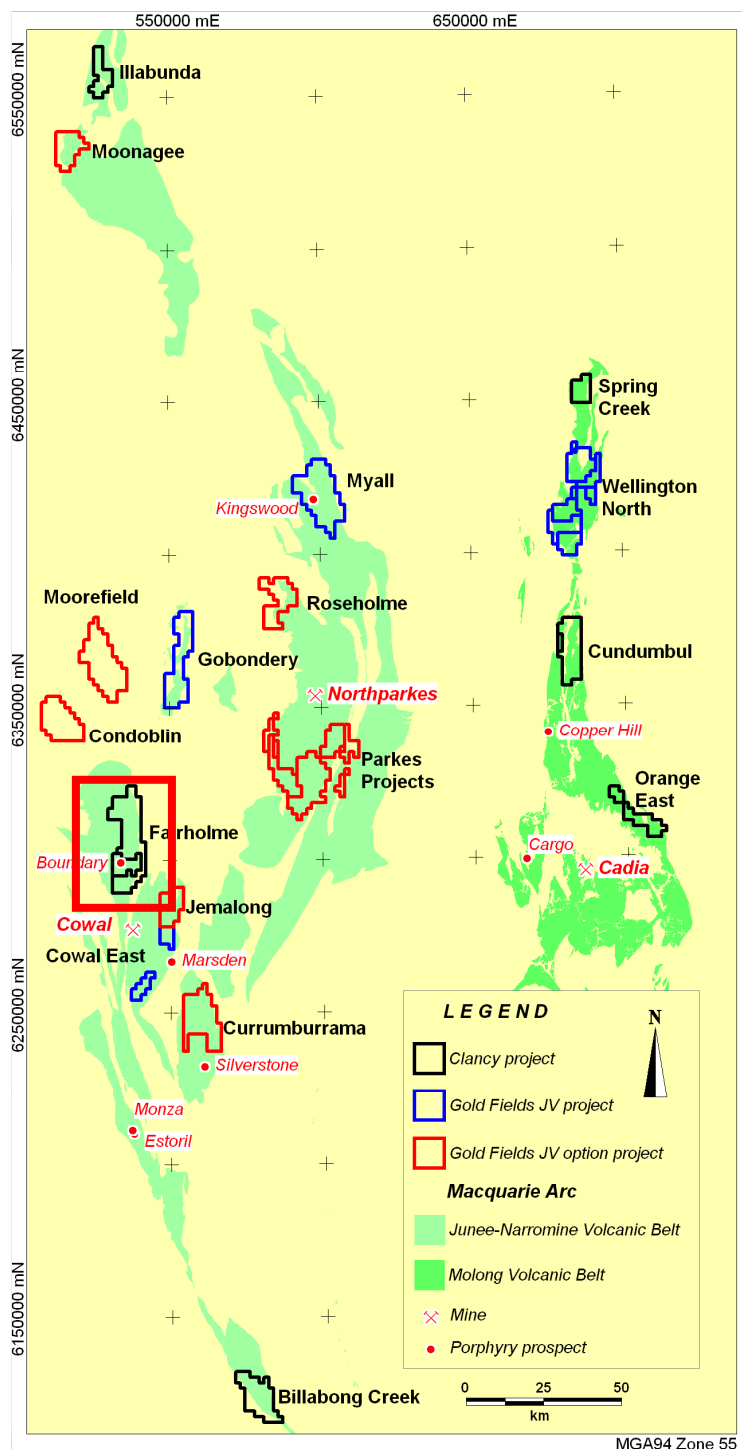 550000 mE
650000 mE
6550000 mN
Illabunda
Moonagee
6450000 mN
Spring
Creek
Myall
Kingswood
Wellington
North
Moorefield
Roseholme
Gobondery
Cundumbul
6350000 mN
Northparkes
Condoblin
Copper Hill
Parkes
Projects
Orange
East
Fairholme
Boundary
Cargo
Cadia
Jemalong
Cowal
Cowal East
Marsden
6250000 mN
Currumburrama
Silverstone
Monza
Estoril
6150000 mN
Billabong Creek
LEGEND
N
Clancy project
Gold Fields JV project
Gold Fields JV option project
Macquarie Arc
Junee-Narromine Volcanic Belt
Molong Volcanic Belt
Mine
Porphyry prospect
0 25 50
km
MGA94 Zone 55